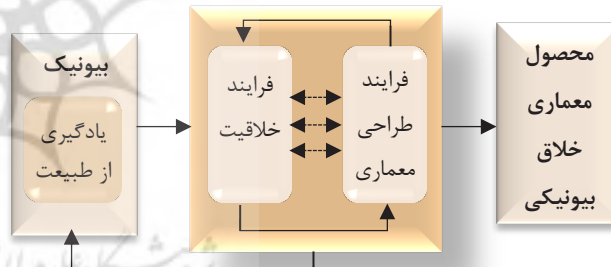 بیونیک
یادگیری
از طبیعت
فرایند
خلاقیت
فرایند
طراحی
معماری
محصول
معماری
خلاق
بیونیکی